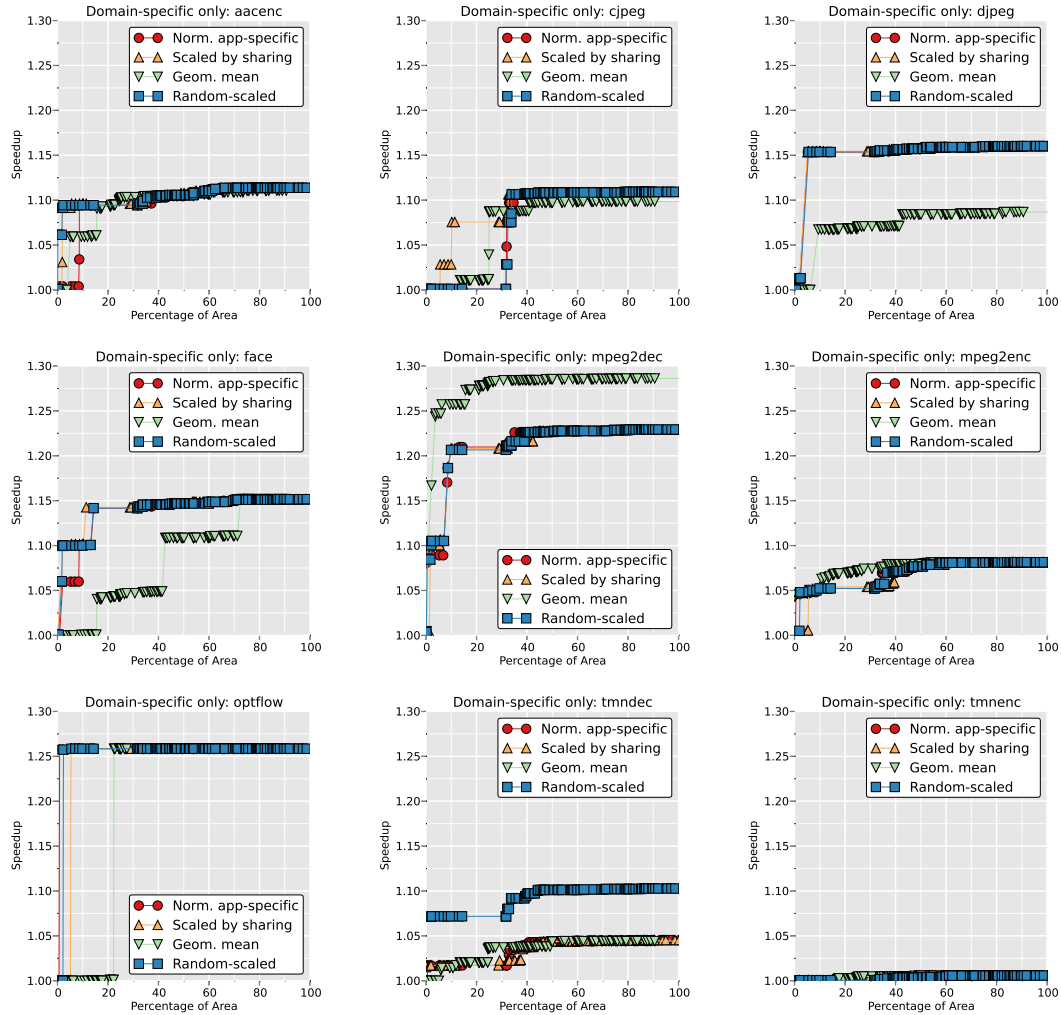 Domain-specific only: aacenc
1.30
1.25
1.20
1.15
1.10
1.05
1.00
Speedup
Norm. app-specific
Scaled by sharing
Geom. mean
Random-scaled
0 20 40 60 80 100
Percentage of Area
Domain-specific only: cjpeg
1.30
1.25
1.20
1.15
1.10
1.05
1.00
Speedup
Norm. app-specific
Scaled by sharing
Geom. mean
Random-scaled
0 20 40 60 80 100
Percentage of Area
Domain-specific only: djpeg
1.30
1.25
1.20
1.15
1.10
1.05
1.00
Speedup
Norm. app-specific
Scaled by sharing
Geom. mean
Random-scaled
0 20 40 60 80 100
Percentage of Area
Domain-specific only: face
1.30
1.25
1.20
1.15
1.10
1.05
1.00
Speedup
Norm. app-specific
Scaled by sharing
Geom. mean
Random-scaled
0 20 40 60 80 100
Percentage of Area
Domain-specific only: mpeg2dec
1.30
1.25
1.20
1.15
1.10
1.05
1.00
Speedup
Norm. app-specific
Scaled by sharing
Geom. mean
Random-scaled
0 20 40 60 80 100
Percentage of Area
Domain-specific only: mpeg2enc
1.30
1.25
1.20
1.15
1.10
1.05
1.00
Speedup
Norm. app-specific
Scaled by sharing
Geom. mean
Random-scaled
0 20 40 60 80 100
Percentage of Area
Domain-specific only: optflow
1.30
1.25
1.20
1.15
1.10
1.05
1.00
Speedup
Norm. app-specific
Scaled by sharing
Geom. mean
Random-scaled
0 20 40 60 80 100
Percentage of Area
Domain-specific only: tmndec
1.30
1.25
1.20
1.15
1.10
1.05
1.00
Speedup
Norm. app-specific
Scaled by sharing
Geom. mean
Random-scaled
0 20 40 60 80 100
Percentage of Area
Domain-specific only: tmnenc
1.30
1.25
1.20
1.15
1.10
1.05
1.00
Speedup
Norm. app-specific
Scaled by sharing
Geom. mean
Random-scaled
0 20 40 60 80 100
Percentage of Area